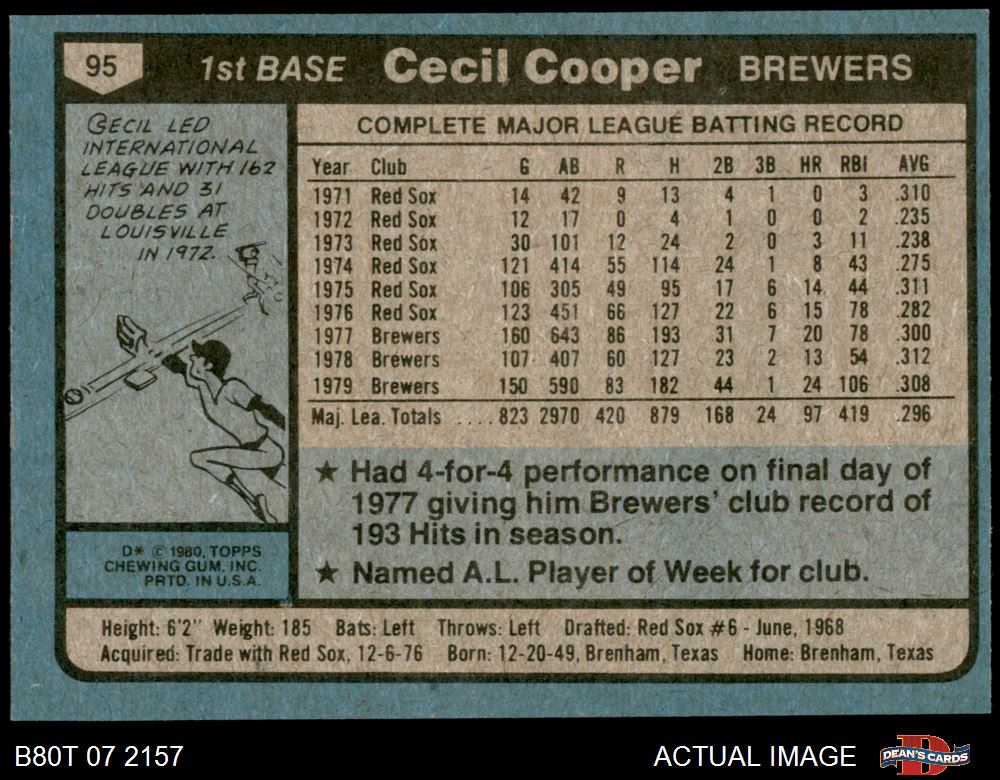 95 1st BASE Cecil Cooper BREWERS
CECIL LED
INTERNATIONAL
LEAGUE WITH 162
HITS AND 31
DOUBLES AT
LOUISVILLE
IN 1972.
D* © 1980, TOPPS
CHEWING GUM, INC.
PRTD. IN U.S.A.
COMPLETE MAJOR LEAGUE BATTING RECORD
Year Club G AB R H 2B 3B HR RBI AVG
1971 Red Sox 14 42 9 13 4 1 0 3 .310
1972 Red Sox 12 17 0 4 1 0 0 2 .235
1973 Red Sox 30 101 12 24 2 0 3 11 .238
1974 Red Sox 121 414 55 114 24 1 8 43 .275
1975 Red Sox 106 305 49 95 17 6 14 44 .311
1976 Red Sox 123 451 66 127 22 6 15 78 .282
1977 Brewers 160 643 86 193 31 7 20 78 .300
1978 Brewers 107 407 60 127 23 2 13 54 .312
1979 Brewers 150 590 83 182 44 1 24 106 .308
Maj. Lea. Totals .... 823 2970 420 879 168 24 97 419 .296
★ Had 4-for-4 performance on final day of
1977 giving him Brewers' club record of
193 Hits in season.
★ Named A.L. Player of Week for club.
Height: 6'2" Weight: 185 Bats: Left Throws: Left Drafted: Red Sox #6 - June, 1968
Acquired: Trade with Red Sox, 12-6-76 Born: 12-20-49, Brenham, Texas Home: Brenham, Texas
B80T 07 2157 ACTUAL IMAGE DEAN'S CARDS